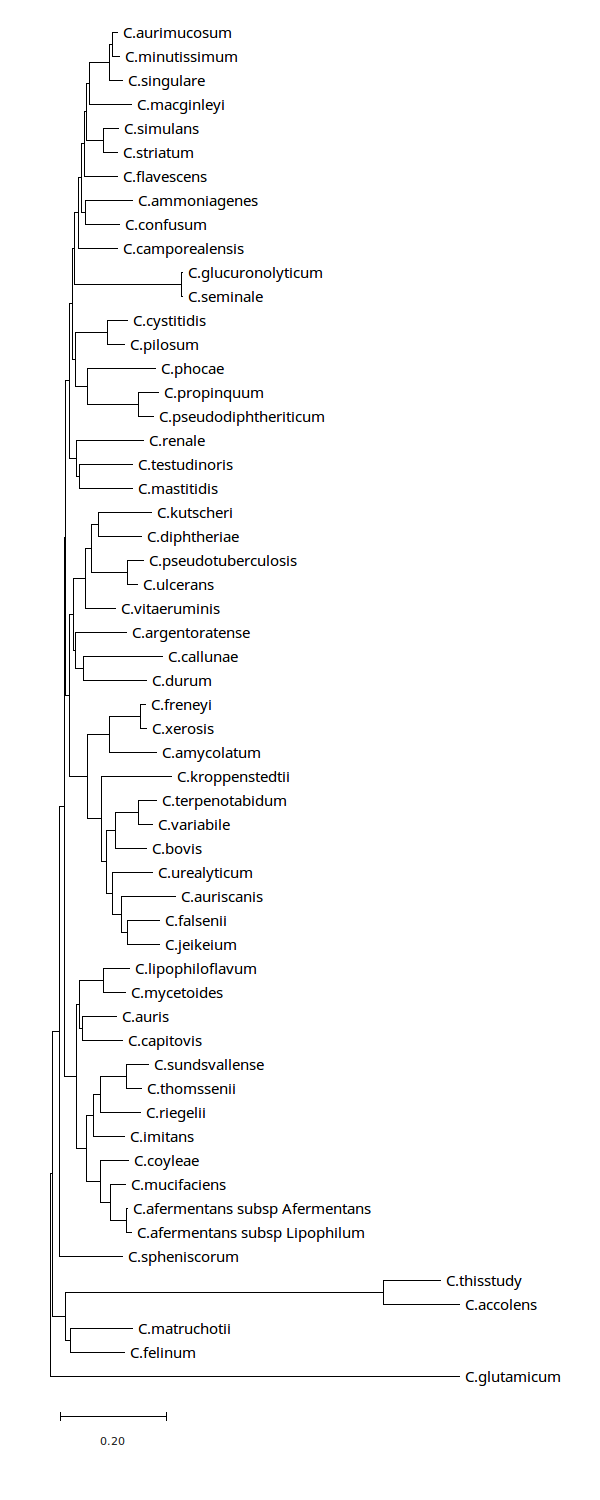 C.aurimucosum
C.minutissimum
C.singulare
C.macginleyi
C.simulans
C.striatum
C.flavescens
C.ammoniagenes
C.confusum
C.camporealensis
C.glucuronolyticum
C.seminale
C.cystitidis
C.pilosum
C.phocae
C.propinquum
C.pseudodiphtheriticum
C.renale
C.testudinoris
C.mastitidis
C.kutscheri
C.diphtheriae
C.pseudotuberculosis
C.ulcerans
C.vitaeruminis
C.argentoratense
C.callunae
C.durum
C.freneyi
C.xerosis
C.amycolatum
C.kroppenstedtii
C.terpenotabidum
C.variabile
C.bovis
C.urealyticum
C.auriscanis
C.falsenii
C.jeikeium
C.lipophiloflavum
C.mycetoides
C.auris
C.capitovis
C.sundsvallense
C.thomssenii
C.riegelii
C.imitans
C.coyleae
C.mucifaciens
C.afermentans subsp Afermentans
C.afermentans subsp Lipophilum
C.spheniscorum
C.thisstudy
C.accolens
C.matruchotii
C.felinum
C.glutamicum
0.20